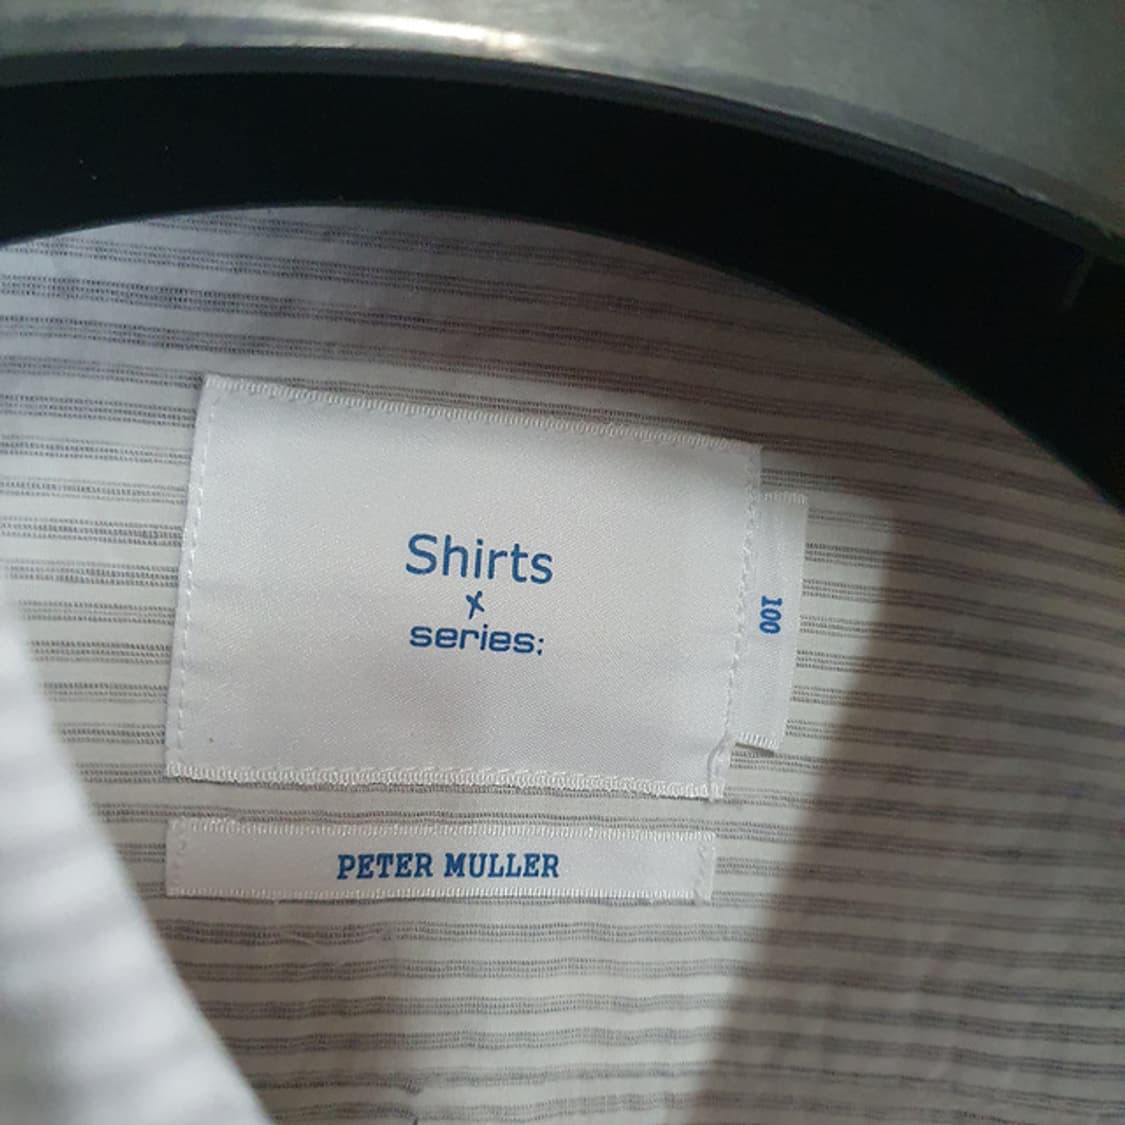 Shirts
x
series:
100
PETER MULLER